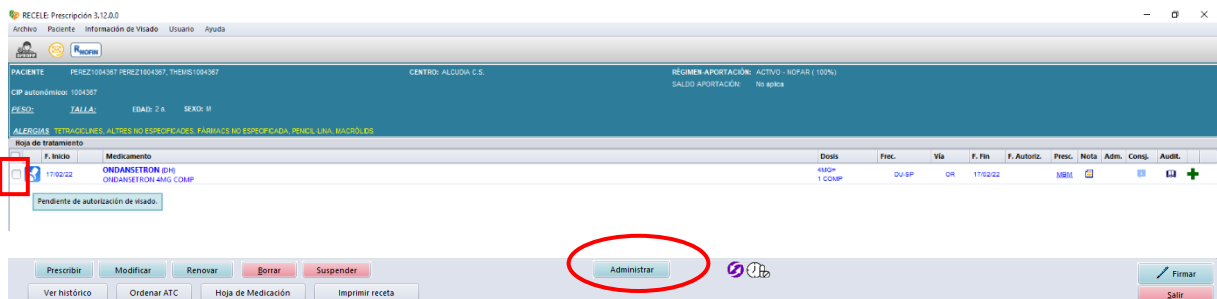 RECELE: Prescripción 3.12.0.0
Archivo Paciente Información de Visado Usuario Ayuda
RNOFIN
PACIENTE PEREZ1004367 PEREZ1004367, THEMIS1004367 CENTRO: ALCUDIA C.S. RÉGIMEN-APORTACIÓN: ACTIVO - NOFAR ( 100%)
SALDO APORTACIÓN: No aplica
CIP autonómico: 1004367
PESO: TALLA: EDAD: 2 a. SEXO: M
ALERGIAS TETRACICLINES, ALTRES NO ESPECIFICADES, FÀRMACS NO ESPECIFICADA, PENICIL·LINA, MACRÒLIDS
Hoja de tratamiento
F. Inicio Medicamento Dosis Frec. Vía F. Fin F. Autoriz. Presc. Nota Adm. Consj. Audit.
17/02/22 ONDANSETRON (DH) 4MG= DU-SP OR 17/02/22 MBM
ONDANSETRON 4MG COMP 1 COMP
Pendiente de autorización de visado.
Prescribir Modificar Renovar Borrar Suspender Administrar Firmar
Ver histórico Ordenar ATC Hoja de Medicación Imprimir receta Salir